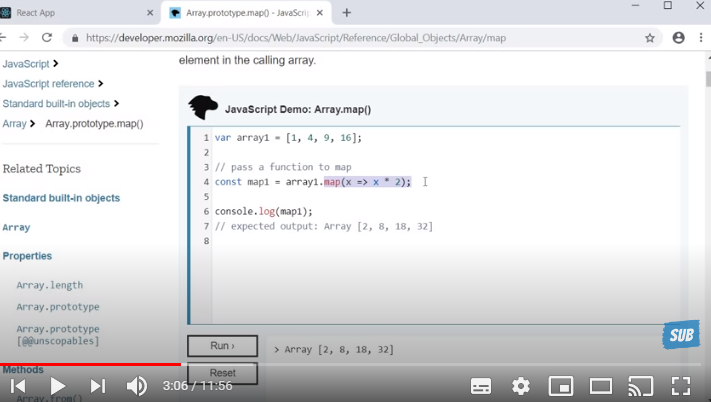 React App
Array.prototype.map() - JavaScrip
https://developer.mozilla.org/en-US/docs/Web/JavaScript/Reference/Global_Objects/Array/map
JavaScript
JavaScript reference
Standard built-in objects
Array
Array.prototype.map()
Related Topics
Standard built-in objects
Array
Properties
Array.length
Array.prototype
Array.prototype
[@@unscopables]
Methods
Array.from()
element in the calling array.
JavaScript Demo: Array.map()
1 var array1 = [1, 4, 9, 16];
2
3 // pass a function to map
4 const map1 = array1.map(x => x * 2);
5
6 console.log(map1);
7 // expected output: Array [2, 8, 18, 32]
8
Run ›
> Array [2, 8, 18, 32]
Reset
SUB
3:06 / 11:56